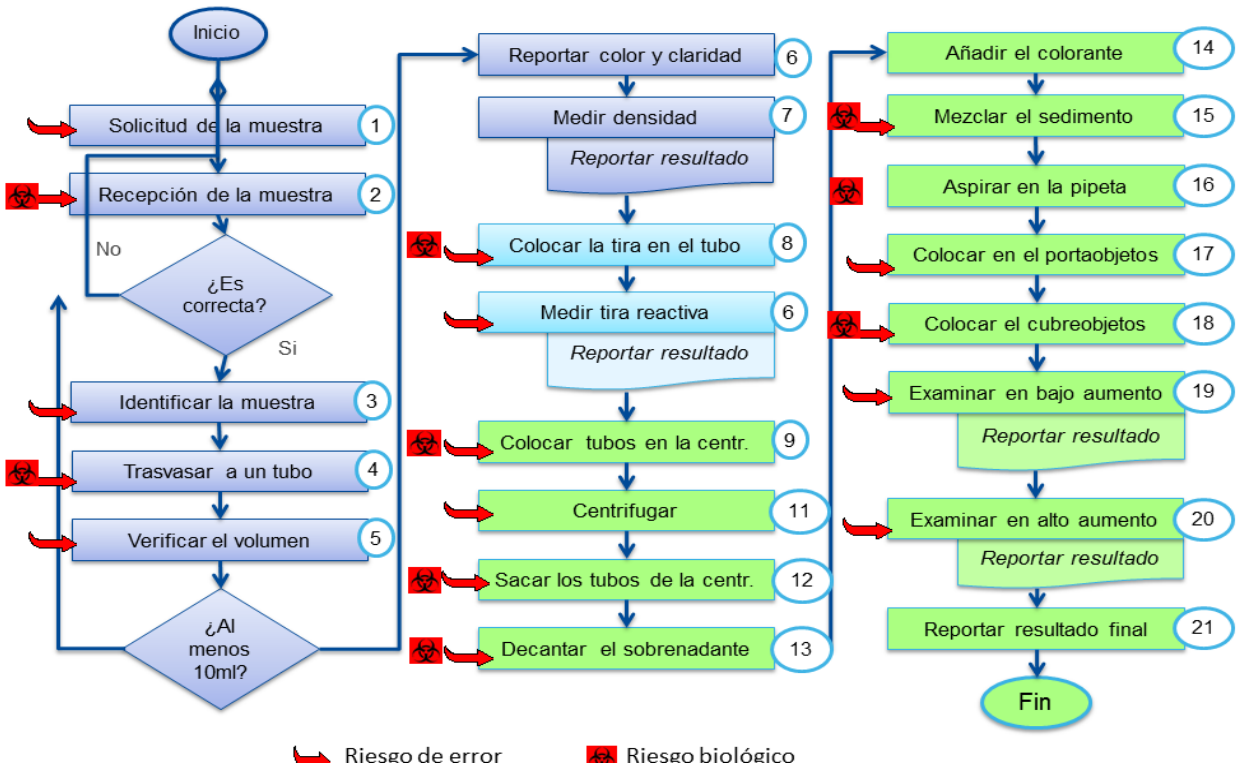 Inicio
Solicitud de la muestra 1
Recepción de la muestra 2
No
¿Es
correcta?
Si
Identificar la muestra 3
Trasvasar a un tubo 4
Verificar el volumen 5
¿Al
menos
10ml?
Reportar color y claridad 6
Medir densidad 7
Reportar resultado
Colocar la tira en el tubo 8
Medir tira reactiva 6
Reportar resultado
Colocar tubos en la centr. 9
Centrifugar 11
Sacar los tubos de la centr. 12
Decantar el sobrenadante 13
Añadir el colorante 14
Mezclar el sedimento 15
Aspirar en la pipeta 16
Colocar en el portaobjetos 17
Colocar el cubreobjetos 18
Examinar en bajo aumento 19
Reportar resultado
Examinar en alto aumento 20
Reportar resultado
Reportar resultado final 21
Fin
Riesgo de error
Riesgo biológico